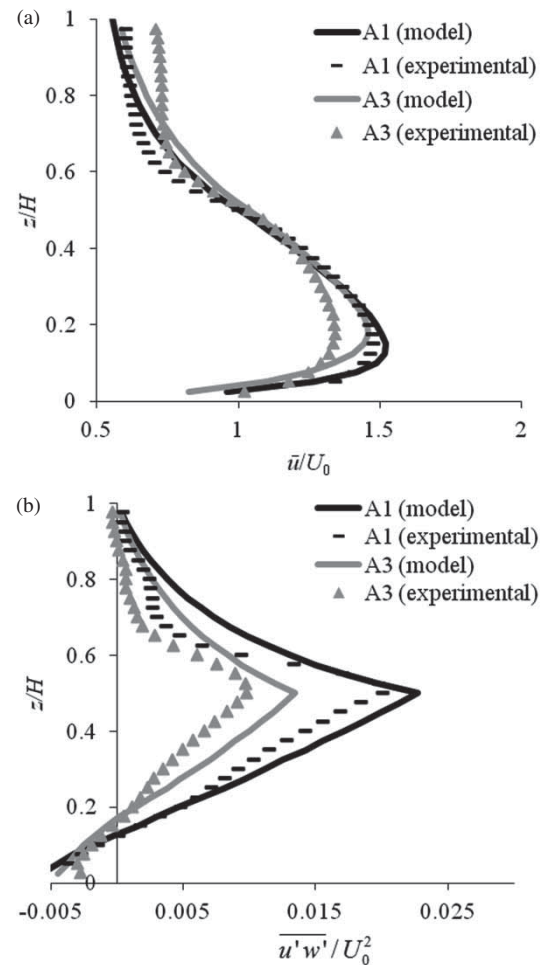 (a)
1
0.8
0.6
0.4
0.2
0
z/H
A1 (model)
A1 (experimental)
A3 (model)
A3 (experimental)
0.5
1
1.5
2
ū/U₀
(b)
1
0.8
0.6
0.4
0.2
0
z/H
A1 (model)
A1 (experimental)
A3 (model)
A3 (experimental)
-0.005
0.005
0.015
0.025
u'w'/U₀²